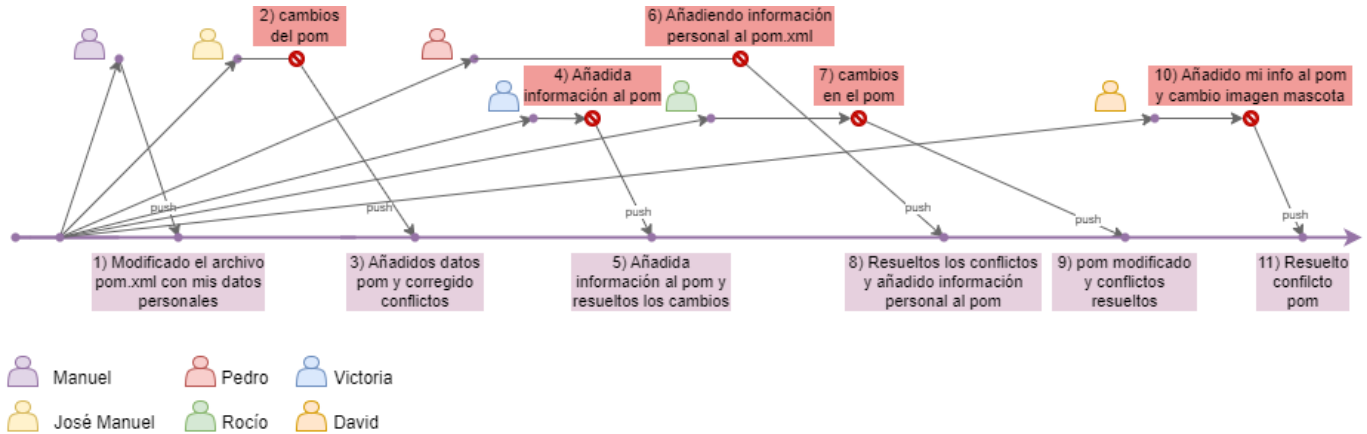 2) cambios
del pom
6) Añadiendo información
personal al pom.xml
4) Añadida
información al pom
7) cambios
en el pom
10) Añadido mi info al pom
y cambio imagen mascota
push
push
push
push
push
push
1) Modificado el archivo
pom.xml con mis datos
personales
3) Añadidos datos
pom y corregido
conflictos
5) Añadida
información al pom y
resueltos los cambios
8) Resueltos los conflictos
y añadido información
personal al pom
9) pom modificado
y conflictos
resueltos
11) Resuelto
confilcto
pom
Manuel
Pedro
Victoria
José Manuel
Rocío
David